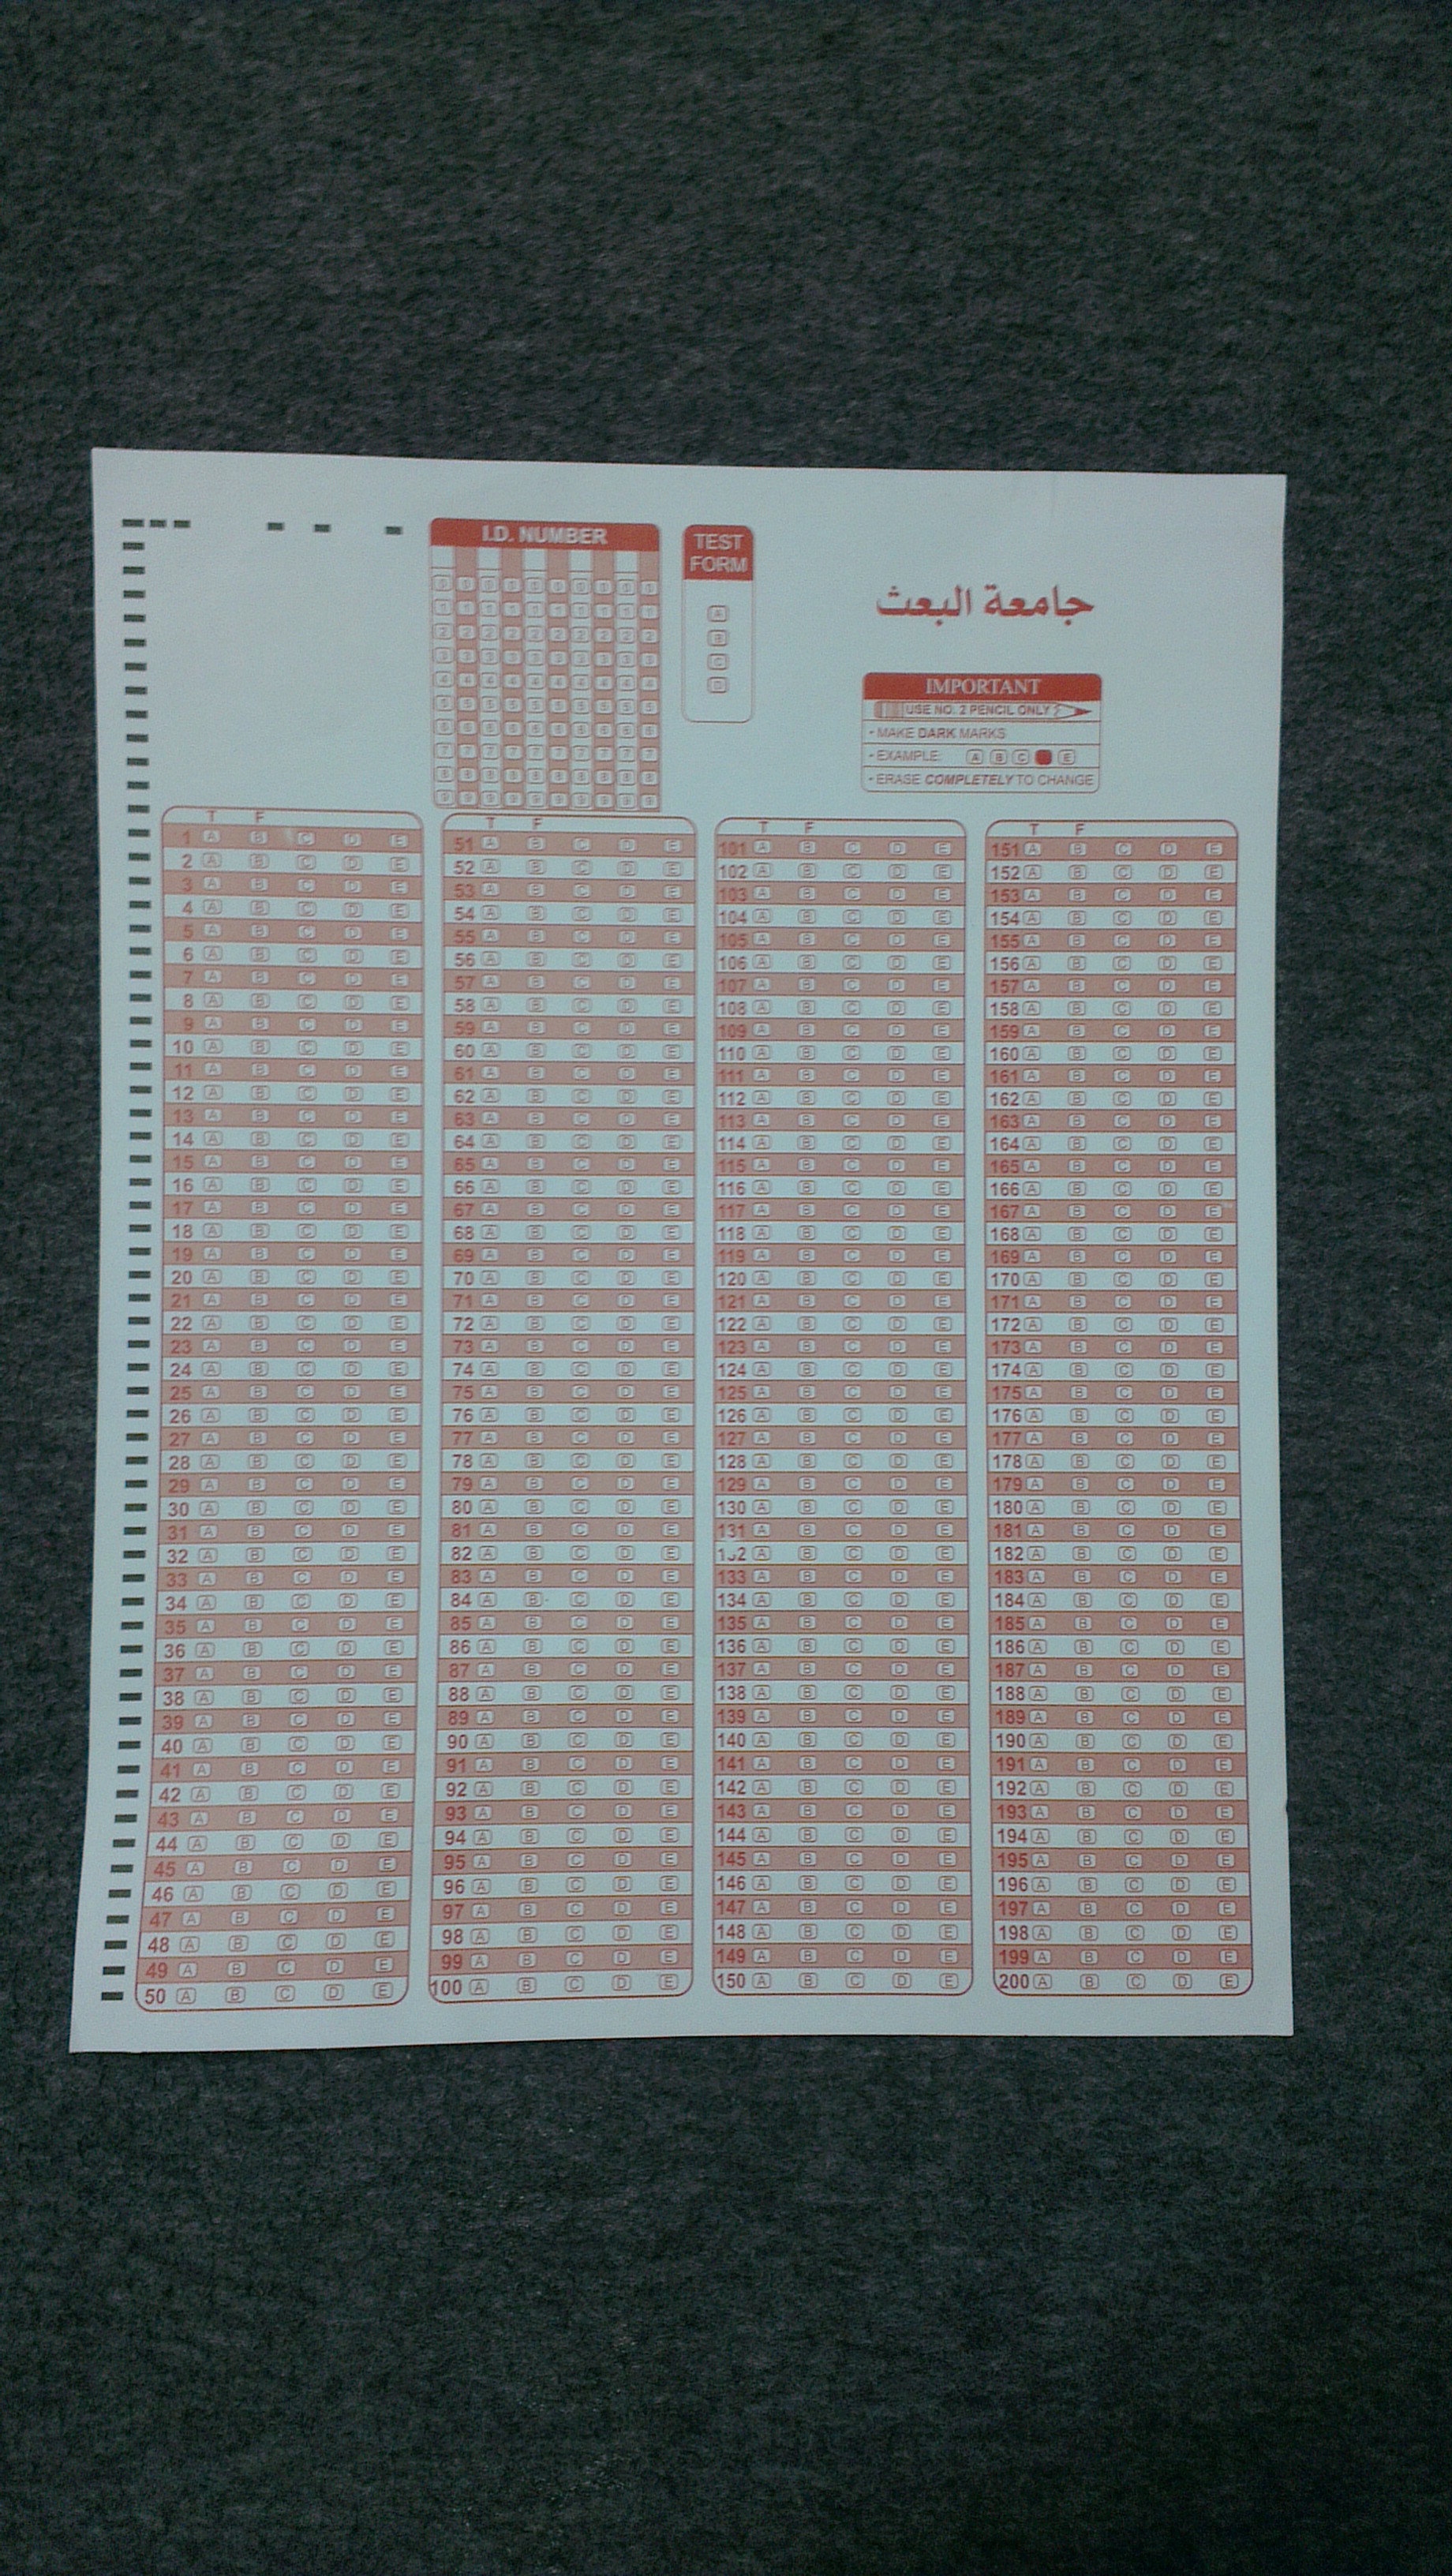 I.D. NUMBER
0 0 0 0 0 0 0 0 0 0
1 1 1 1 1 1 1 1 1 1
2 2 2 2 2 2 2 2 2 2
3 3 3 3 3 3 3 3 3 3
4 4 4 4 4 4 4 4 4 4
5 5 5 5 5 5 5 5 5 5
6 6 6 6 6 6 6 6 6 6
7 7 7 7 7 7 7 7 7 7
8 8 8 8 8 8 8 8 8 8
9 9 9 9 9 9 9 9 9 9
TEST
FORM
A
B
C
D
جامعة البعث
IMPORTANT
USE NO. 2 PENCIL ONLY
• MAKE DARK MARKS
• EXAMPLE: A B C E
• ERASE COMPLETELY TO CHANGE
T F T F T F T F
1 A B C D E 51 A B C D E 101 A B C D E 151 A B C D E
2 A B C D E 52 A B C D E 102 A B C D E 152 A B C D E
3 A B C D E 53 A B C D E 103 A B C D E 153 A B C D E
4 A B C D E 54 A B C D E 104 A B C D E 154 A B C D E
5 A B C D E 55 A B C D E 105 A B C D E 155 A B C D E
6 A B C D E 56 A B C D E 106 A B C D E 156 A B C D E
7 A B C D E 57 A B C D E 107 A B C D E 157 A B C D E
8 A B C D E 58 A B C D E 108 A B C D E 158 A B C D E
9 A B C D E 59 A B C D E 109 A B C D E 159 A B C D E
10 A B C D E 60 A B C D E 110 A B C D E 160 A B C D E
11 A B C D E 61 A B C D E 111 A B C D E 161 A B C D E
12 A B C D E 62 A B C D E 112 A B C D E 162 A B C D E
13 A B C D E 63 A B C D E 113 A B C D E 163 A B C D E
14 A B C D E 64 A B C D E 114 A B C D E 164 A B C D E
15 A B C D E 65 A B C D E 115 A B C D E 165 A B C D E
16 A B C D E 66 A B C D E 116 A B C D E 166 A B C D E
17 A B C D E 67 A B C D E 117 A B C D E 167 A B C D E
18 A B C D E 68 A B C D E 118 A B C D E 168 A B C D E
19 A B C D E 69 A B C D E 119 A B C D E 169 A B C D E
20 A B C D E 70 A B C D E 120 A B C D E 170 A B C D E
21 A B C D E 71 A B C D E 121 A B C D E 171 A B C D E
22 A B C D E 72 A B C D E 122 A B C D E 172 A B C D E
23 A B C D E 73 A B C D E 123 A B C D E 173 A B C D E
24 A B C D E 74 A B C D E 124 A B C D E 174 A B C D E
25 A B C D E 75 A B C D E 125 A B C D E 175 A B C D E
26 A B C D E 76 A B C D E 126 A B C D E 176 A B C D E
27 A B C D E 77 A B C D E 127 A B C D E 177 A B C D E
28 A B C D E 78 A B C D E 128 A B C D E 178 A B C D E
29 A B C D E 79 A B C D E 129 A B C D E 179 A B C D E
30 A B C D E 80 A B C D E 130 A B C D E 180 A B C D E
31 A B C D E 81 A B C D E 131 A B C D E 181 A B C D E
32 A B C D E 82 A B C D E 132 A B C D E 182 A B C D E
33 A B C D E 83 A B C D E 133 A B C D E 183 A B C D E
34 A B C D E 84 A B C D E 134 A B C D E 184 A B C D E
35 A B C D E 85 A B C D E 135 A B C D E 185 A B C D E
36 A B C D E 86 A B C D E 136 A B C D E 186 A B C D E
37 A B C D E 87 A B C D E 137 A B C D E 187 A B C D E
38 A B C D E 88 A B C D E 138 A B C D E 188 A B C D E
39 A B C D E 89 A B C D E 139 A B C D E 189 A B C D E
40 A B C D E 90 A B C D E 140 A B C D E 190 A B C D E
41 A B C D E 91 A B C D E 141 A B C D E 191 A B C D E
42 A B C D E 92 A B C D E 142 A B C D E 192 A B C D E
43 A B C D E 93 A B C D E 143 A B C D E 193 A B C D E
44 A B C D E 94 A B C D E 144 A B C D E 194 A B C D E
45 A B C D E 95 A B C D E 145 A B C D E 195 A B C D E
46 A B C D E 96 A B C D E 146 A B C D E 196 A B C D E
47 A B C D E 97 A B C D E 147 A B C D E 197 A B C D E
48 A B C D E 98 A B C D E 148 A B C D E 198 A B C D E
49 A B C D E 99 A B C D E 149 A B C D E 199 A B C D E
50 A B C D E 100 A B C D E 150 A B C D E 200 A B C D E